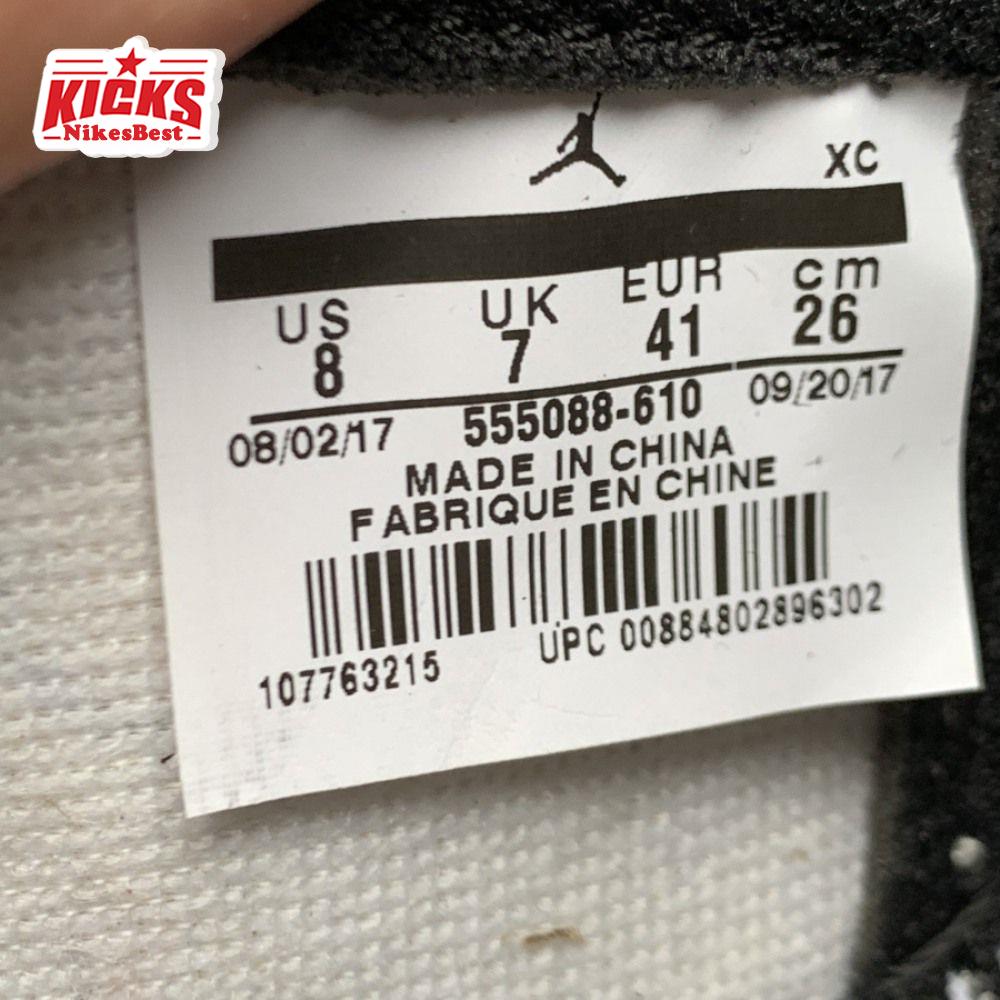 KICKS
NikesBest
XC
US UK EUR cm
8 7 41 26
08/02/17 555088-610 09/20/17
MADE IN CHINA
FABRIQUE EN CHINE
107763215 UPC 00884802896302